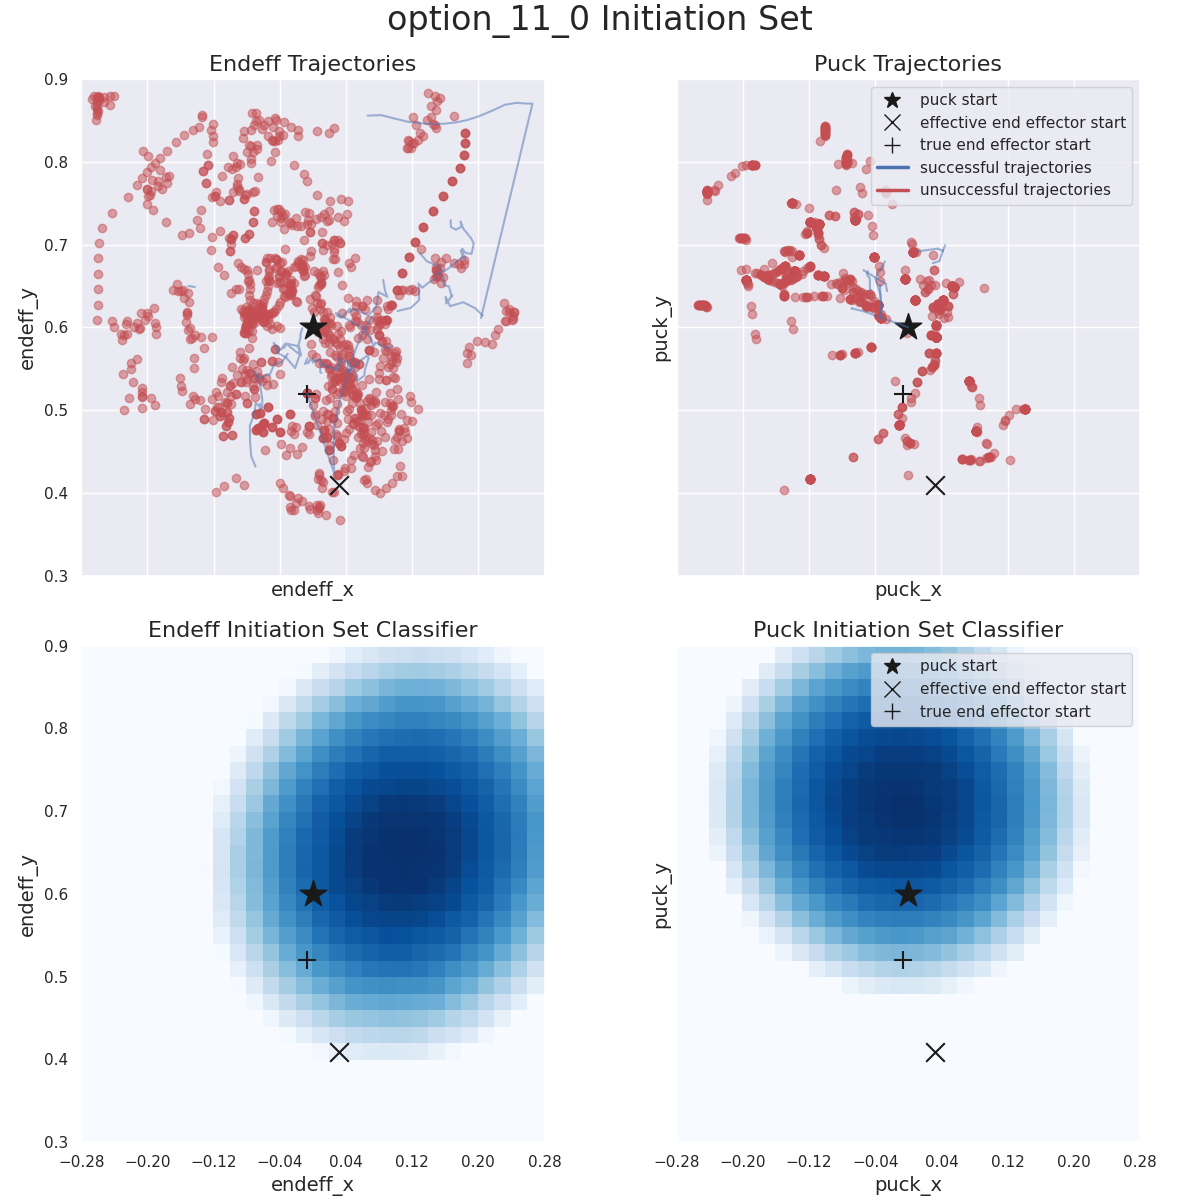 option_11_0 Initiation Set
Endeff Trajectories
0.9
0.8
0.7
0.6
0.5
0.4
0.3
endeff_y
endeff_x
Puck Trajectories
puck start
effective end effector start
true end effector start
successful trajectories
unsuccessful trajectories
puck_y
puck_x
Endeff Initiation Set Classifier
0.9
0.8
0.7
0.6
0.5
0.4
0.3
endeff_y
−0.28 −0.20 −0.12 −0.04 0.04 0.12 0.20 0.28
endeff_x
Puck Initiation Set Classifier
puck start
effective end effector start
true end effector start
puck_y
−0.28 −0.20 −0.12 −0.04 0.04 0.12 0.20 0.28
puck_x